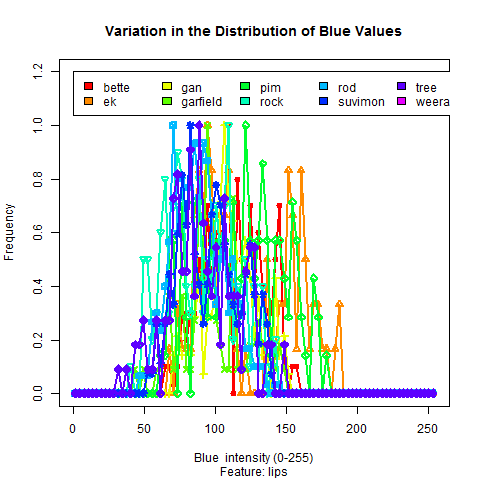 Variation in the Distribution of Blue Values
bette gan pim rod tree
ek garfield rock suvimon weera
Frequency
1.2
1.0
0.8
0.6
0.4
0.2
0.0
0 50 100 150 200 250
Blue intensity (0-255)
Feature: lips